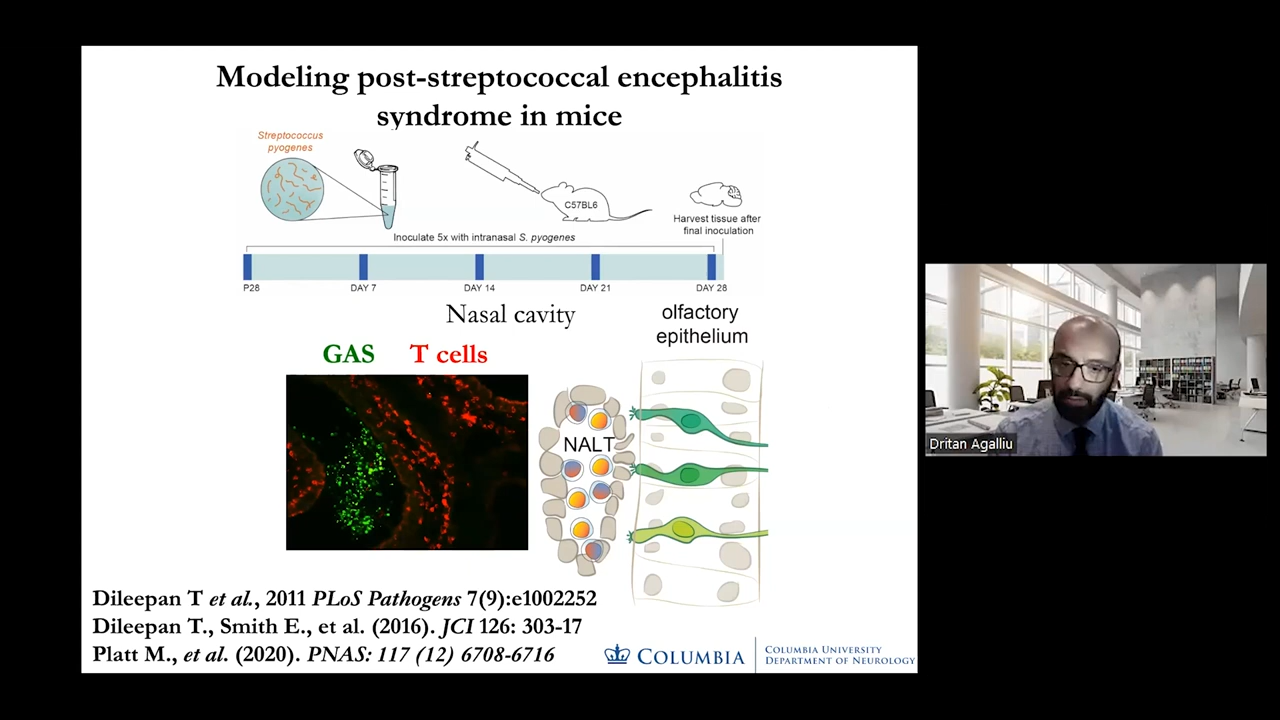 Modeling post-streptococcal encephalitis
syndrome in mice
Streptococcus
pyogenes
C57BL6
Harvest tissue after
final inoculation
Inoculate 5x with intranasal S. pyogenes
P28
DAY 7
DAY 14
DAY 21
DAY 28
Nasal cavity
olfactory
epithelium
GAS T cells
NALT
Dritan Agalliu
Dileepan T et al., 2011 PLoS Pathogens 7(9):e1002252
Dileepan T., Smith E., et al. (2016). JCI 126: 303-17
Platt M., et al. (2020). PNAS: 117 (12) 6708-6716
COLUMBIA
COLUMBIA UNIVERSITY
DEPARTMENT OF NEUROLOGY